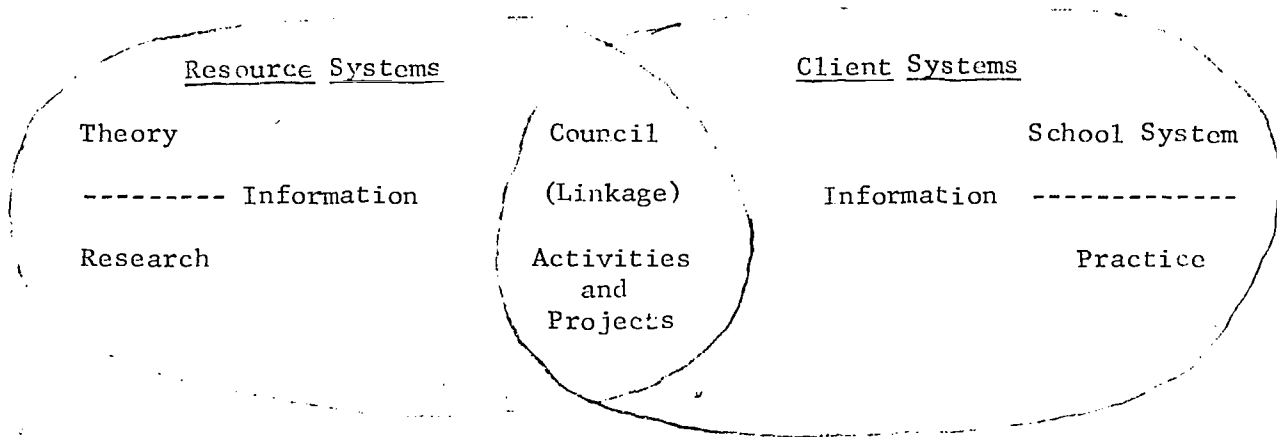 Resource Systems    Client Systems
Theory    Council    School System
--------- Information    (Linkage)    Information -------------
Research    Activities    Practice
and
Projects